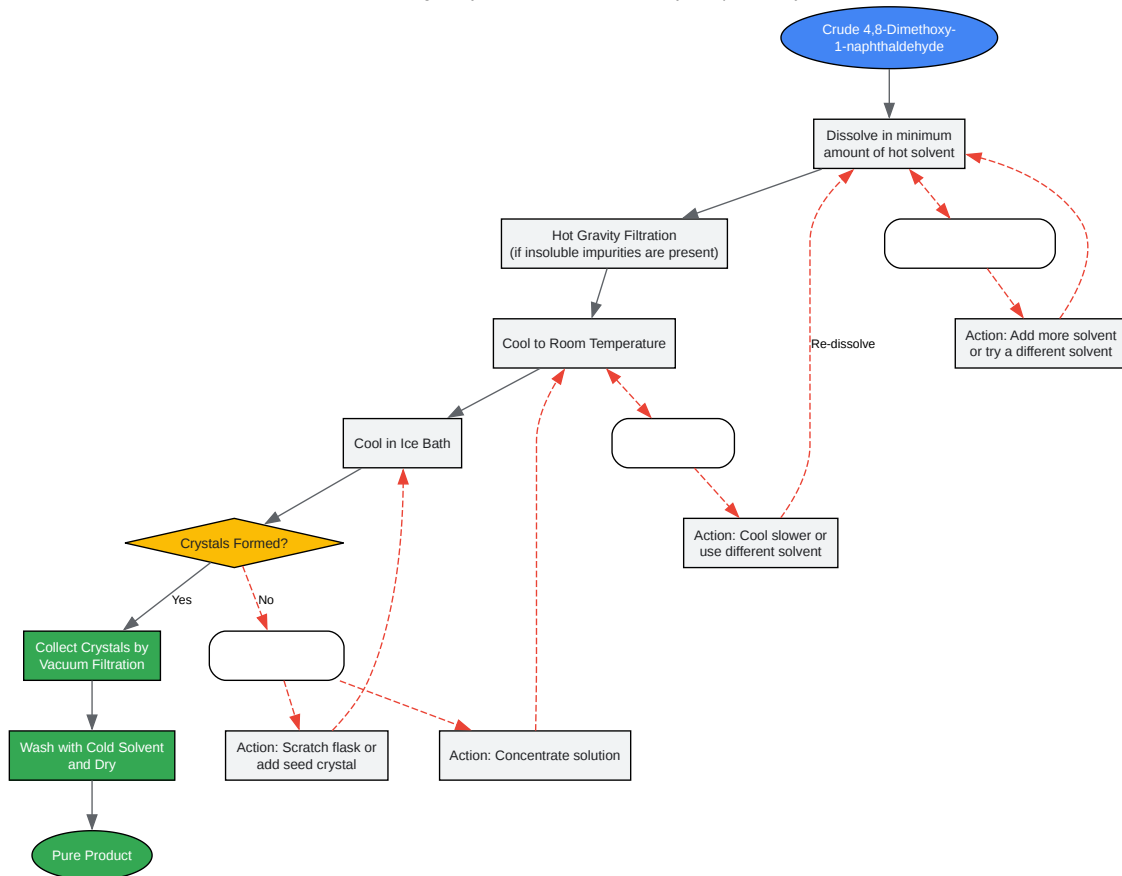 Crude 4,8-Dimethoxy-
1-naphthaldehyde
Dissolve in minimum
amount of hot solvent
Hot Gravity Filtration
(if insoluble impurities are present)
Action: Add more solvent
or try a different solvent
Cool to Room Temperature
Re-dissolve
Cool in Ice Bath
Action: Cool slower or
use different solvent
Crystals Formed?
Yes
No
Collect Crystals by
Vacuum Filtration
Wash with Cold Solvent
and Dry
Action: Scratch flask or
add seed crystal
Action: Concentrate solution
Pure Product